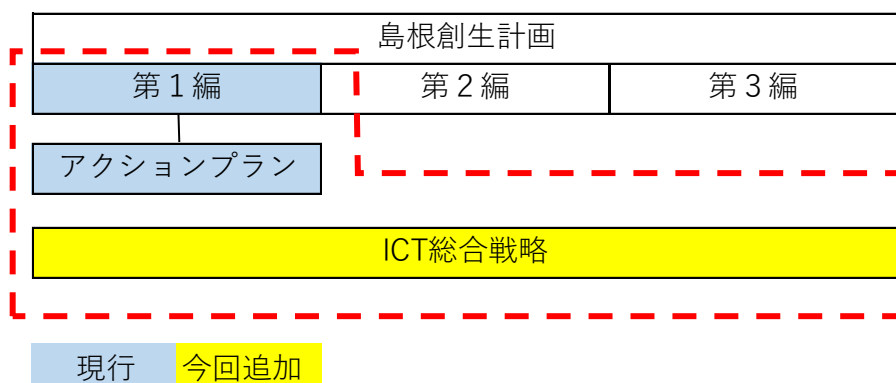 島根創生計画
第1編 第2編 第3編
アクションプラン
ICT総合戦略
現行 今回追加